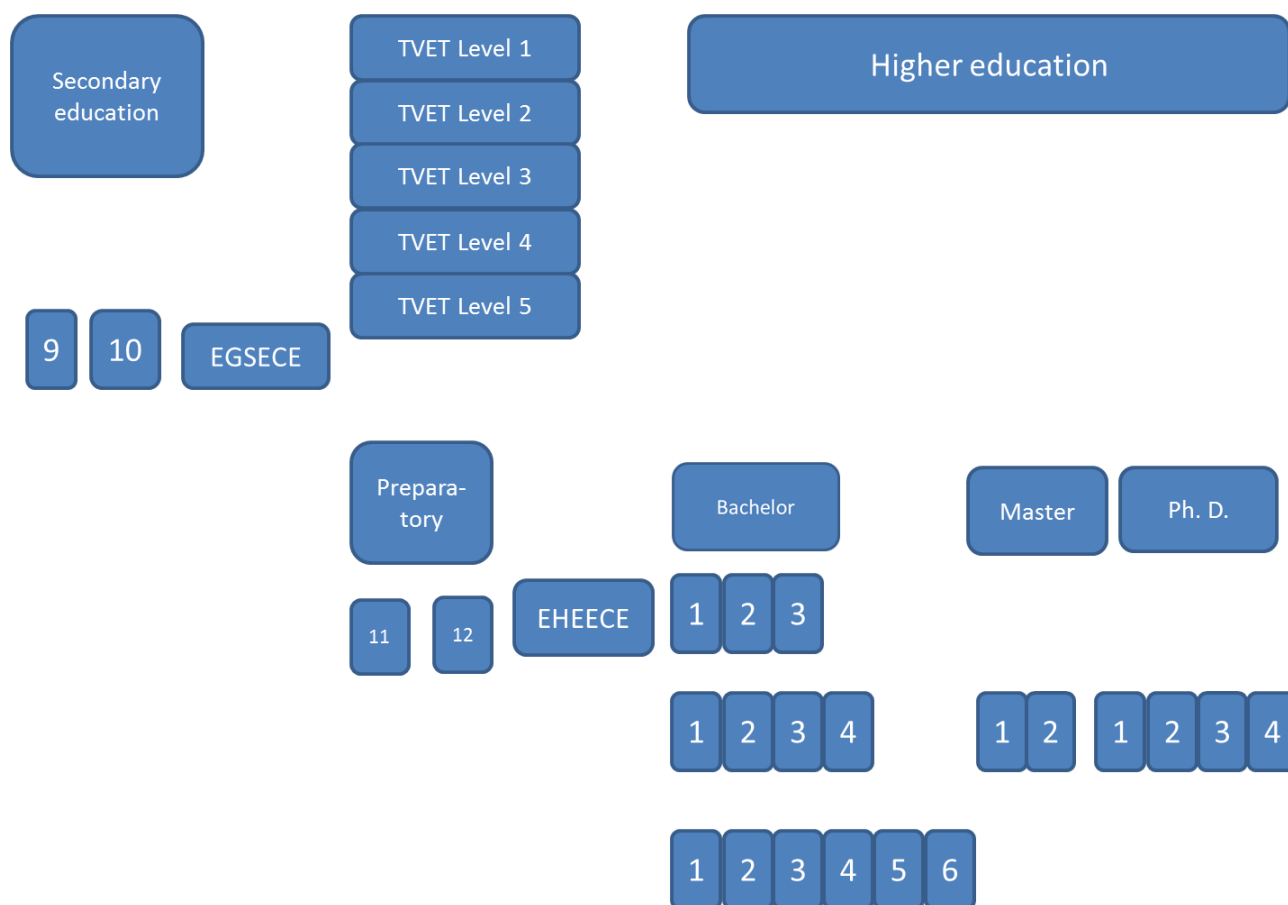 Secondary
education
TVET Level 1
TVET Level 2
TVET Level 3
TVET Level 4
TVET Level 5
Higher education
9 10 EGSECE
Prepara-
tory
Bachelor
Master
Ph. D.
11 12 EHEECE
1 2 3
1 2 3 4
1 2
1 2 3 4
1 2 3 4 5 6